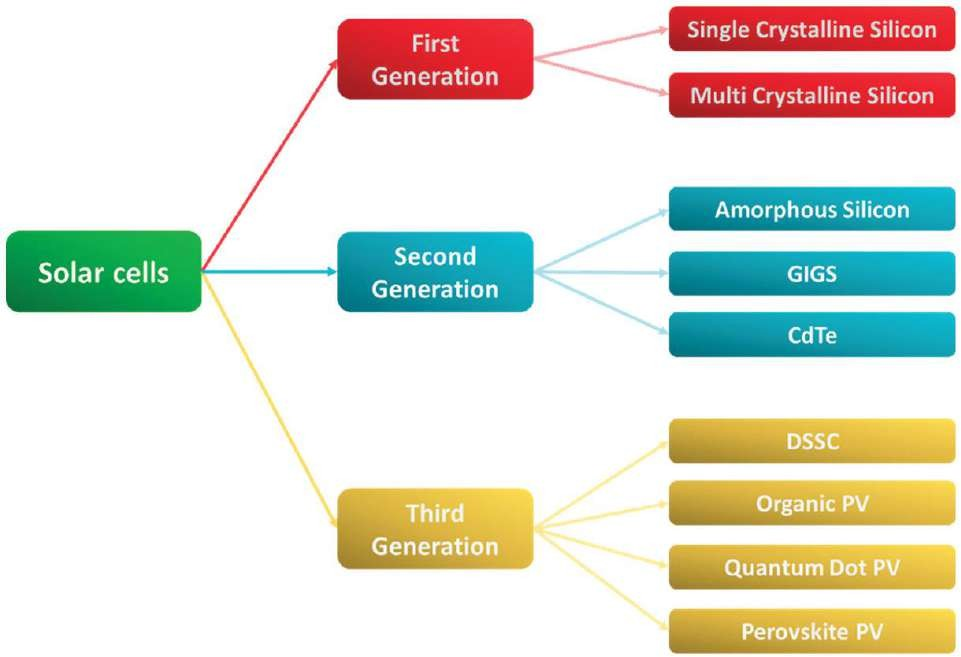 Solar cells
First
Generation
Single Crystalline Silicon
Multi Crystalline Silicon
Second
Generation
Amorphous Silicon
GIGS
CdTe
Third
Generation
DSSC
Organic PV
Quantum Dot PV
Perovskite PV